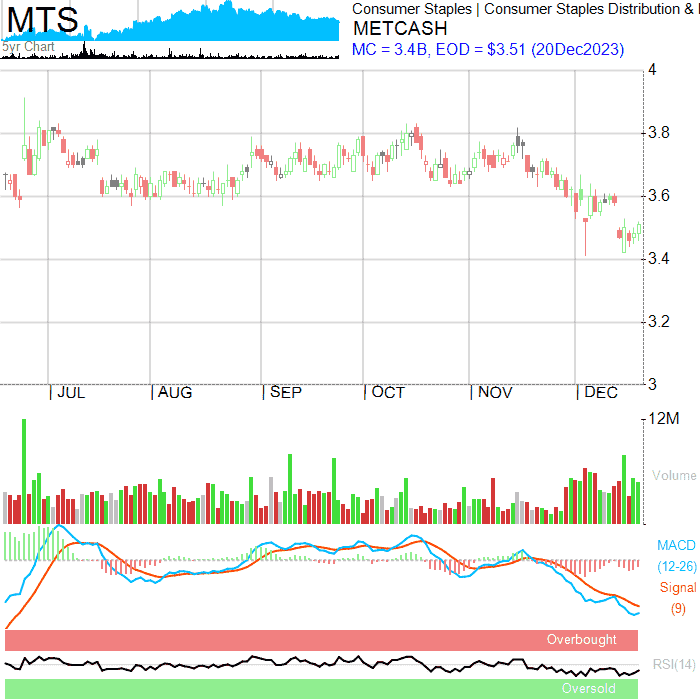 MTS
5yr Chart
Consumer Staples | Consumer Staples Distribution &
METCASH
MC = 3.4B, EOD = $3.51 (20Dec2023)
4
3.8
3.6
3.4
3.2
3
JUL AUG SEP OCT NOV DEC
12M
Volume
MACD
(12-26)
Signal
(9)
Overbought
RSI(14)
Oversold